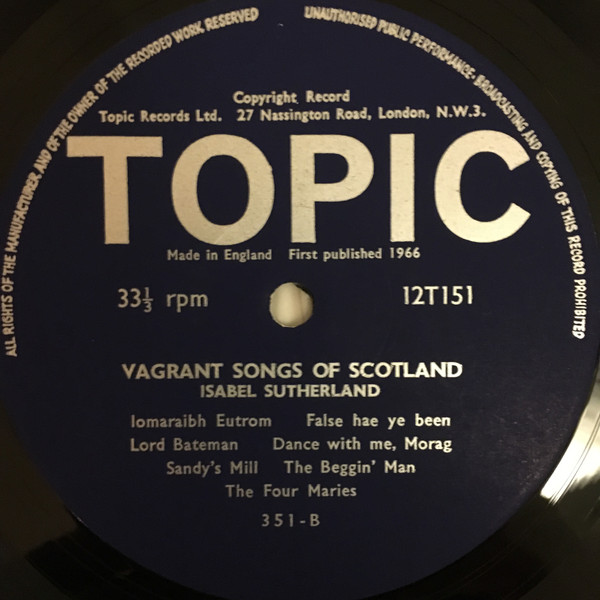 ALL RIGHTS OF THE MANUFACTURER AND OF THE OWNER OF THE RECORDED WORK RESERVED
UNAUTHORISED PUBLIC PERFORMANCE · BROADCASTING AND COPYING OF THIS RECORD PROHIBITED
Copyright Record
Topic Records Ltd. 27 Nassington Road, London, N.W.3.
TOPIC
Made in England First published 1966
33⅓ rpm 12T151
VAGRANT SONGS OF SCOTLAND
ISABEL SUTHERLAND
Iomaraibh Eutrom False hae ye been
Lord Bateman Dance with me, Morag
Sandy's Mill The Beggin' Man
The Four Maries
351-B